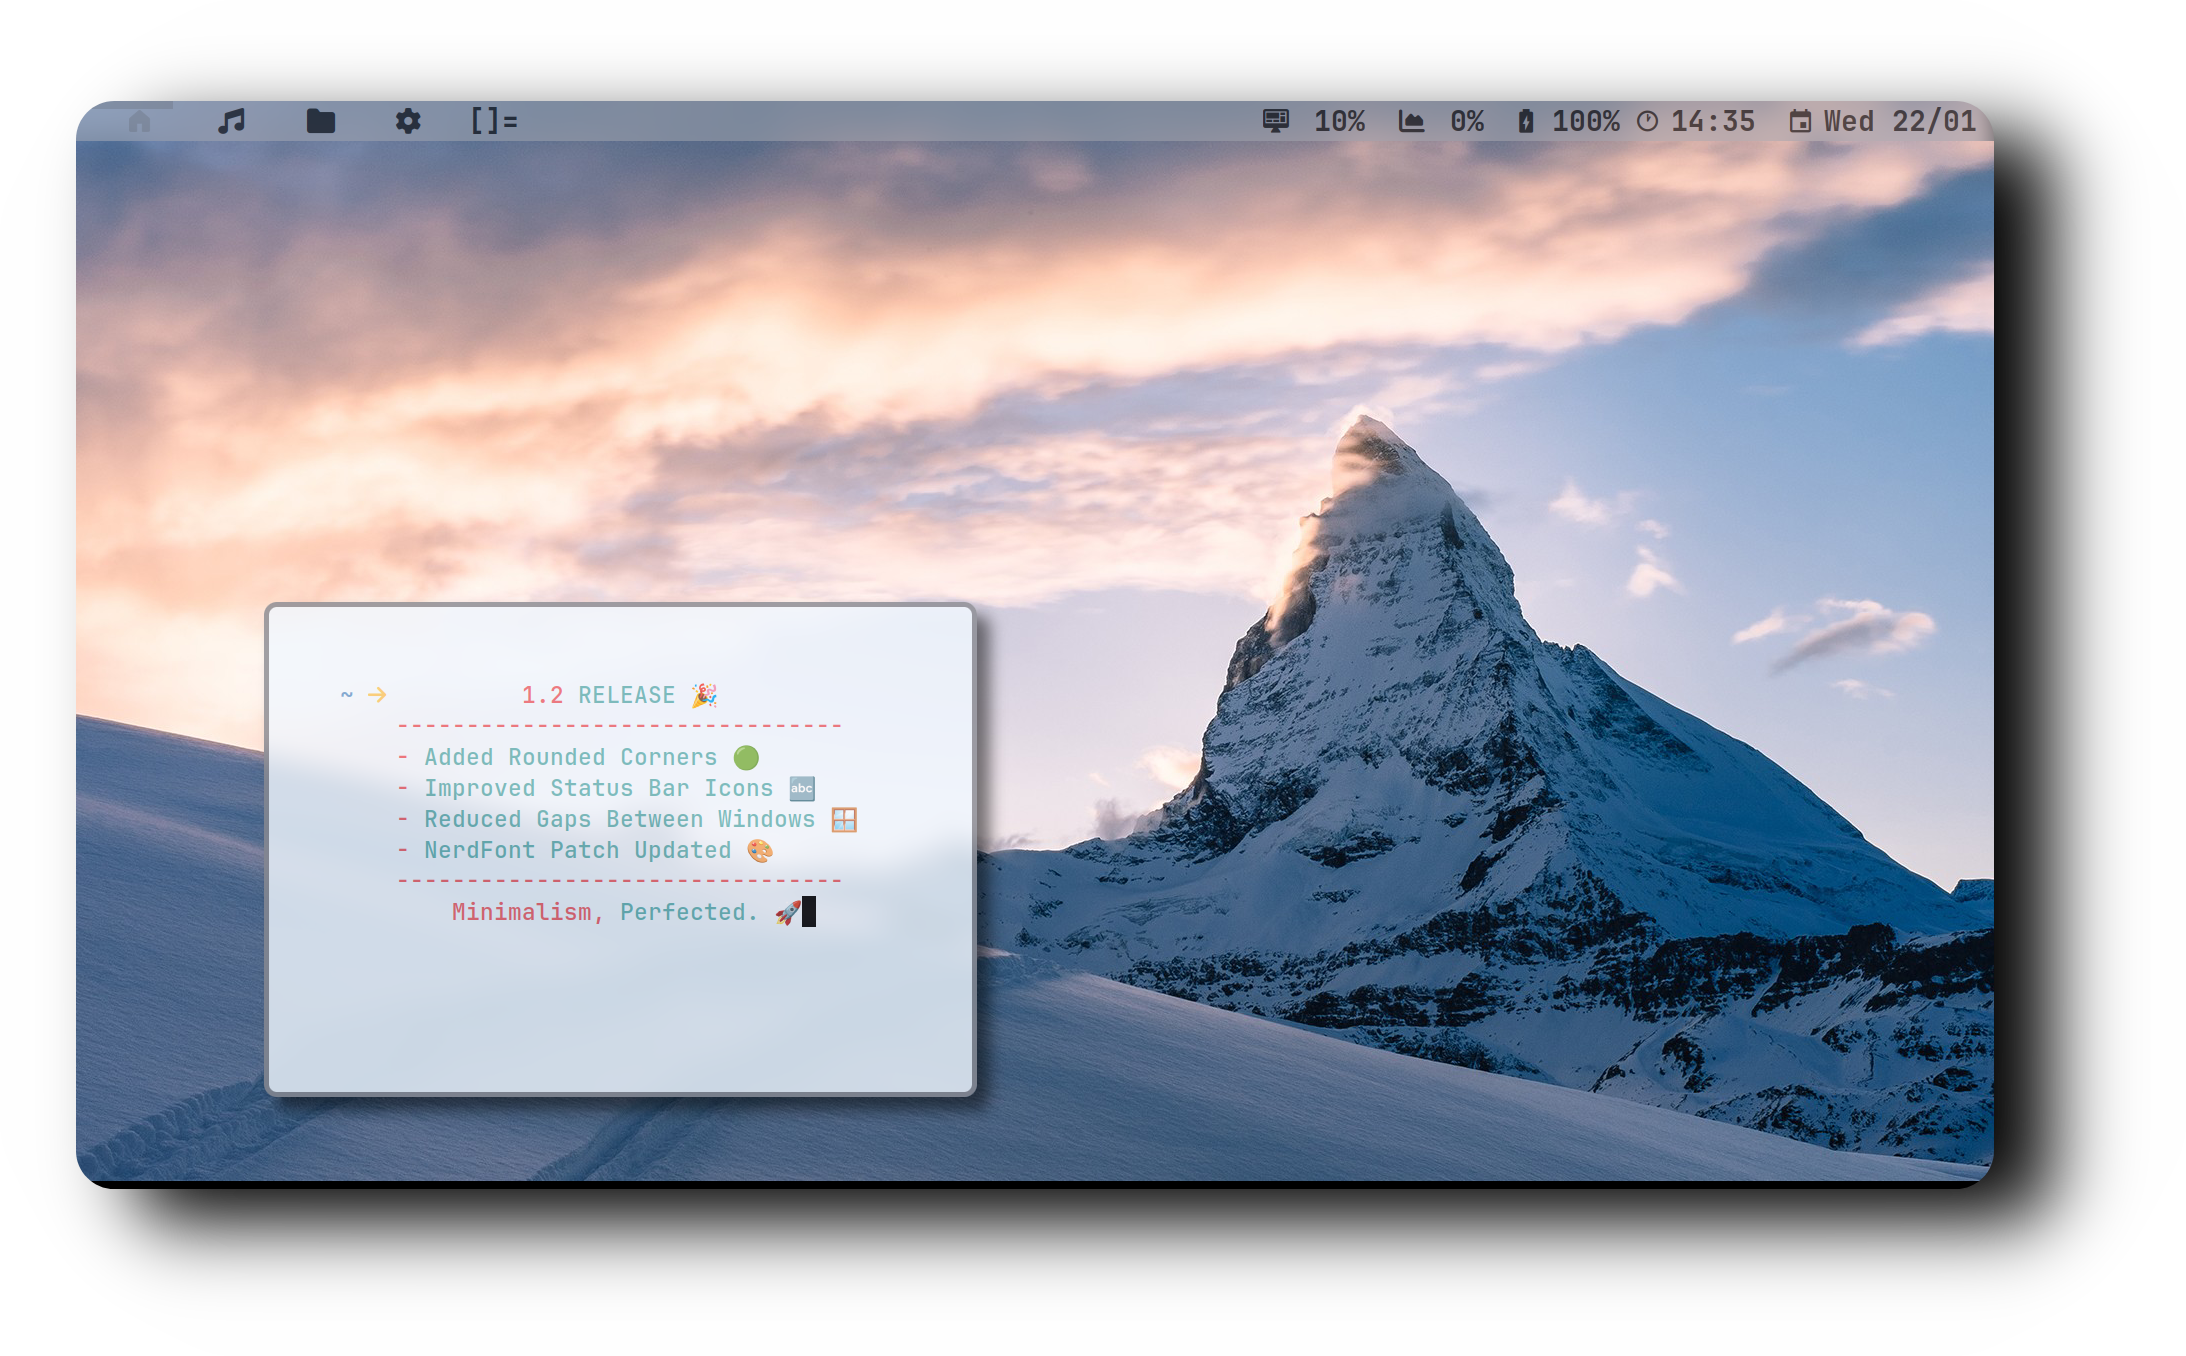 []= 10% 0% 100% 14:35 Wed 22/01
~ → 1.2 RELEASE 🎉
--------------------------------
- Added Rounded Corners 🟢
- Improved Status Bar Icons 🔤
- Reduced Gaps Between Windows 🪟
- NerdFont Patch Updated 🎨
--------------------------------
Minimalism, Perfected. 🚀